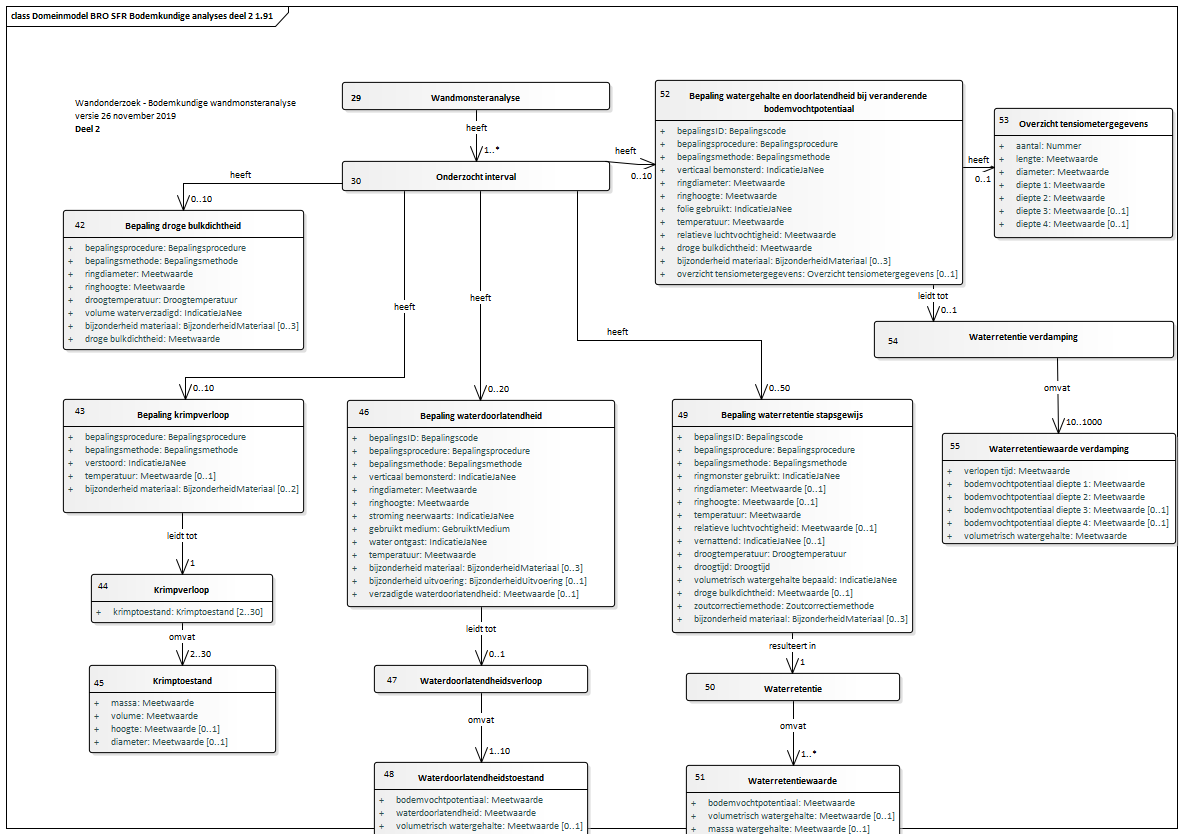 class Domeinmodel BRO SFR Bodemkundige analyses deel 2 1.91
Wandonderzoek - Bodemkundige wandmonsteranalyse
versie 26 november 2019
Deel 2
29 Wandmonsteranalyse
heeft
1..*
30 Onderzocht interval
heeft
0..10
52 Bepaling watergehalte en doorlatendheid bij veranderende
bodemvochtpotentiaal
+ bepalingsID: Bepalingscode
+ bepalingsprocedure: Bepalingsprocedure
+ bepalingsmethode: Bepalingsmethode
+ verticaal bemonsterd: IndicatieJaNee
+ ringdiameter: Meetwaarde
+ ringhoogte: Meetwaarde
+ folie gebruikt: IndicatieJaNee
+ temperatuur: Meetwaarde
+ relatieve luchtvochtigheid: Meetwaarde
+ droge bulkdichtheid: Meetwaarde
+ bijzonderheid materiaal: BijzonderheidMateriaal [0..3]
+ overzicht tensiometergegevens: Overzicht tensiometergegevens [0..1]
heeft
0..1
53 Overzicht tensiometergegevens
+ aantal: Nummer
+ lengte: Meetwaarde
+ diameter: Meetwaarde
+ diepte 1: Meetwaarde
+ diepte 2: Meetwaarde
+ diepte 3: Meetwaarde [0..1]
+ diepte 4: Meetwaarde [0..1]
leidt tot
0..1
54 Waterretentie verdamping
omvat
10..1000
55 Waterretentiewaarde verdamping
+ verlopen tijd: Meetwaarde
+ bodemvochtpotentiaal diepte 1: Meetwaarde
+ bodemvochtpotentiaal diepte 2: Meetwaarde
+ bodemvochtpotentiaal diepte 3: Meetwaarde [0..1]
+ bodemvochtpotentiaal diepte 4: Meetwaarde [0..1]
+ volumetrisch watergehalte: Meetwaarde
heeft
0..10
42 Bepaling droge bulkdichtheid
+ bepalingsprocedure: Bepalingsprocedure
+ bepalingsmethode: Bepalingsmethode
+ ringdiameter: Meetwaarde
+ ringhoogte: Meetwaarde
+ droogtemperatuur: Droogtemperatuur
+ volume waterverzadigd: IndicatieJaNee
+ bijzonderheid materiaal: BijzonderheidMateriaal [0..3]
+ droge bulkdichtheid: Meetwaarde
heeft
0..10
43 Bepaling krimpverloop
+ bepalingsprocedure: Bepalingsprocedure
+ bepalingsmethode: Bepalingsmethode
+ verstoord: IndicatieJaNee
+ temperatuur: Meetwaarde [0..1]
+ bijzonderheid materiaal: BijzonderheidMateriaal [0..2]
leidt tot
1
44 Krimpverloop
+ krimptoestand: Krimptoestand [2..30]
omvat
2..30
45 Krimptoestand
+ massa: Meetwaarde
+ volume: Meetwaarde
+ hoogte: Meetwaarde [0..1]
+ diameter: Meetwaarde [0..1]
heeft
0..20
46 Bepaling waterdoorlatendheid
+ bepalingsID: Bepalingscode
+ bepalingsprocedure: Bepalingsprocedure
+ bepalingsmethode: Bepalingsmethode
+ verticaal bemonsterd: IndicatieJaNee
+ ringdiameter: Meetwaarde
+ ringhoogte: Meetwaarde
+ stroming neerwaarts: IndicatieJaNee
+ gebruikt medium: GebruiktMedium
+ water ontgast: IndicatieJaNee
+ temperatuur: Meetwaarde
+ bijzonderheid materiaal: BijzonderheidMateriaal [0..3]
+ bijzonderheid uitvoering: BijzonderheidUitvoering [0..1]
+ verzadigde waterdoorlatendheid: Meetwaarde [0..1]
leidt tot
0..1
47 Waterdoorlatendheidsverloop
omvat
1..10
48 Waterdoorlatendheidstoestand
+ bodemvochtpotentiaal: Meetwaarde
+ waterdoorlatendheid: Meetwaarde
+ volumetrisch watergehalte: Meetwaarde [0..1]
heeft
0..50
49 Bepaling waterretentie stapsgewijs
+ bepalingsID: Bepalingscode
+ bepalingsprocedure: Bepalingsprocedure
+ bepalingsmethode: Bepalingsmethode
+ ringmonster gebruikt: IndicatieJaNee
+ ringdiameter: Meetwaarde [0..1]
+ ringhoogte: Meetwaarde [0..1]
+ temperatuur: Meetwaarde
+ relatieve luchtvochtigheid: Meetwaarde [0..1]
+ vernattend: IndicatieJaNee [0..1]
+ droogtemperatuur: Droogtemperatuur
+ droogtijd: Droogtijd
+ volumetrisch watergehalte bepaald: IndicatieJaNee
+ droge bulkdichtheid: Meetwaarde [0..1]
+ zoutcorrectiemethode: Zoutcorrectiemethode
+ bijzonderheid materiaal: BijzonderheidMateriaal [0..3]
resulteert in
1
50 Waterretentie
omvat
1..*
51 Waterretentiewaarde
+ bodemvochtpotentiaal: Meetwaarde
+ volumetrisch watergehalte: Meetwaarde [0..1]
+ massa watergehalte: Meetwaarde [0..1]